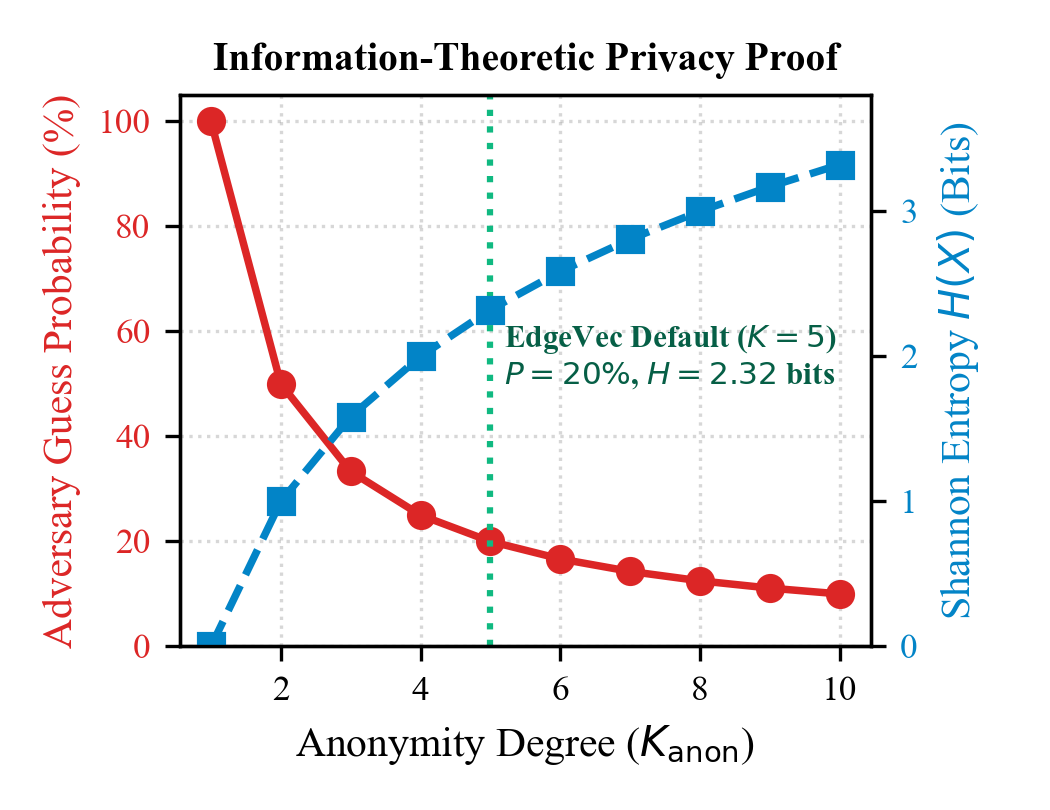 Information-Theoretic Privacy Proof
Adversary Guess Probability (%)
100
80
60
40
20
0
EdgeVec Default (K = 5)
P = 20%, H = 2.32 bits
3
2
1
0
Shannon Entropy H(X) (Bits)
2 4 6 8 10
Anonymity Degree (K_anon)